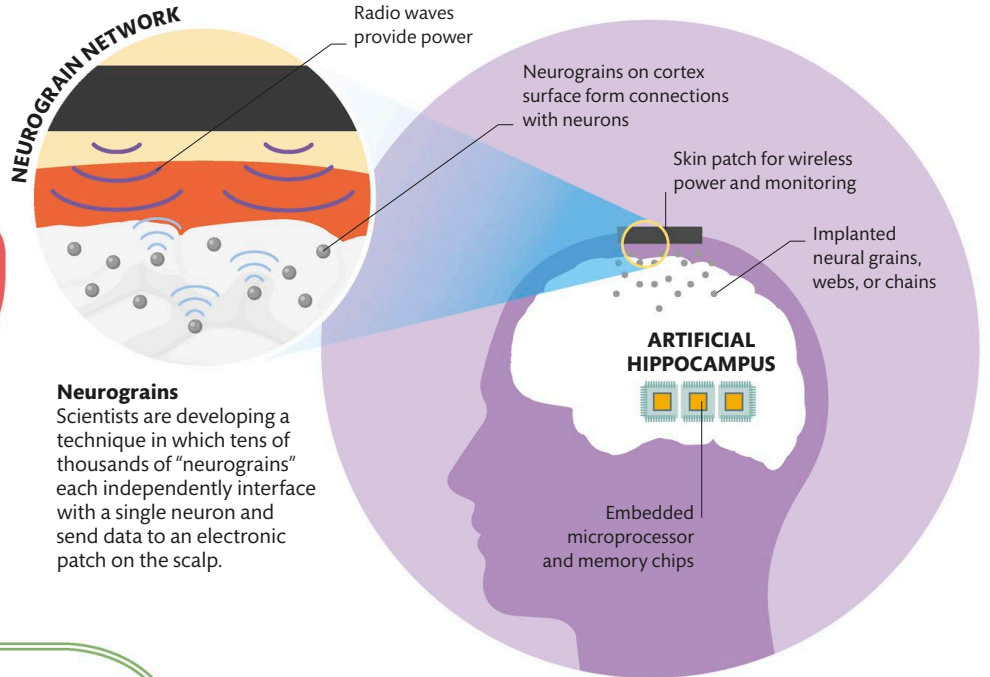 NEUROGRAIN NETWORK
Radio waves
provide power
Neurograins on cortex
surface form connections
with neurons
Skin patch for wireless
power and monitoring
Implanted
neural grains,
webs, or chains
ARTIFICIAL
HIPPOCAMPUS
Embedded
microprocessor
and memory chips
Neurograins
Scientists are developing a
technique in which tens of
thousands of “neurograins”
each independently interface
with a single neuron and
send data to an electronic
patch on the scalp.